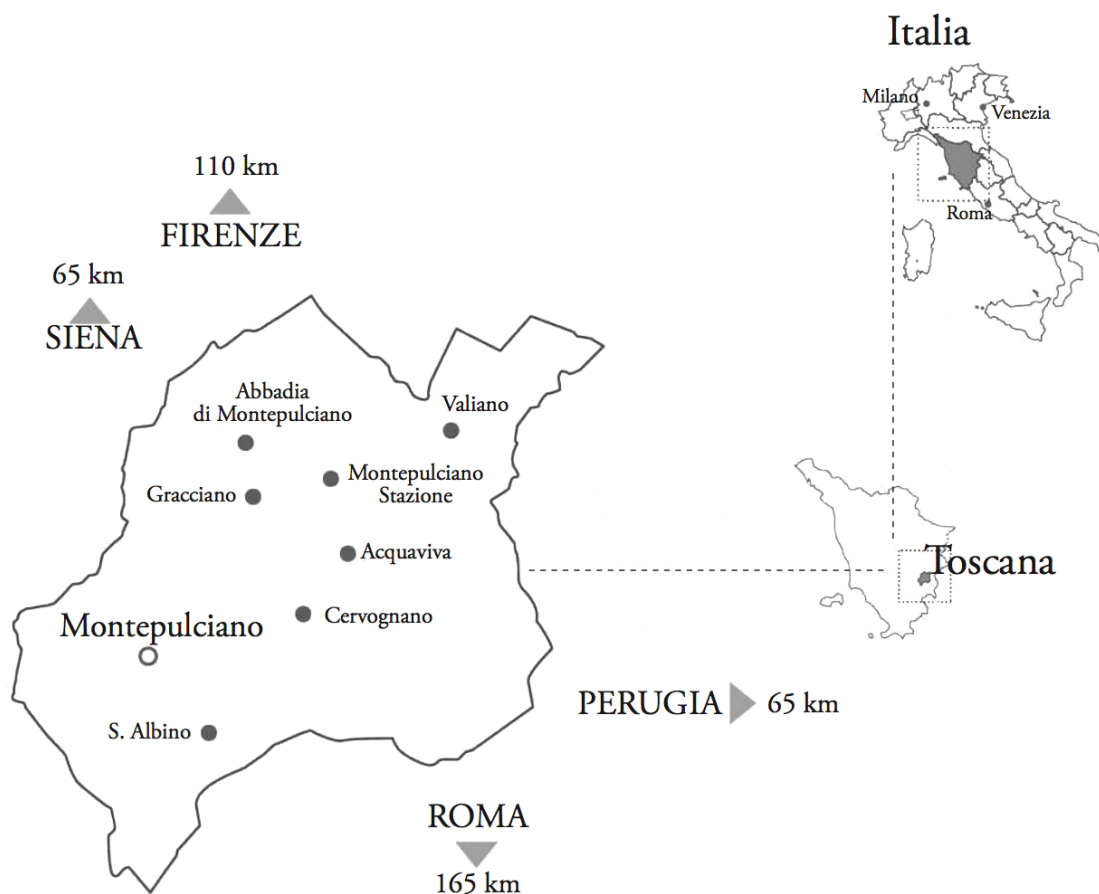 Italia
Milano
Venezia
Roma
110 km
FIRENZE
65 km
SIENA
Abbadia
di Montepulciano
Valiano
Montepulciano
Stazione
Gracciano
Acquaviva
Toscana
Cervognano
Montepulciano
PERUGIA
65 km
S. Albino
ROMA
165 km